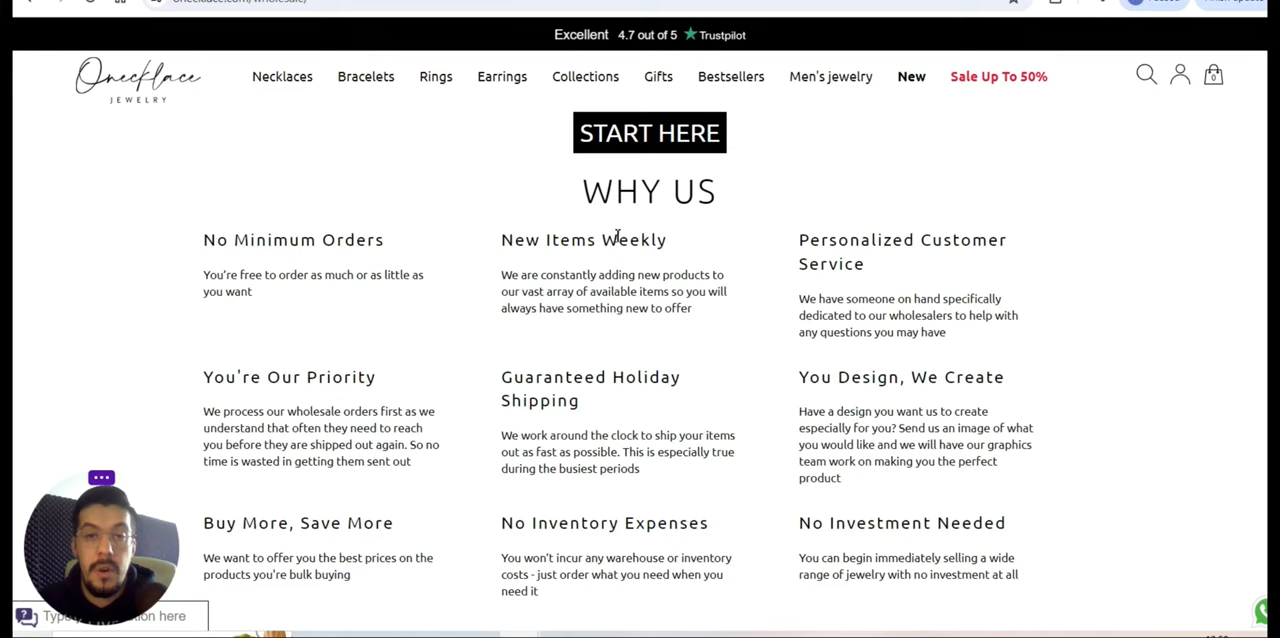 Excellent 4.7 out of 5 ★ Trustpilot
Onecklace
JEWELRY
Necklaces Bracelets Rings Earrings Collections Gifts Bestsellers Men's jewelry New Sale Up To 50%
0
START HERE
WHY US
No Minimum Orders
You're free to order as much or as little as
you want
New Items Weekly
We are constantly adding new products to
our vast array of available items so you will
always have something new to offer
Personalized Customer
Service
We have someone on hand specifically
dedicated to our wholesalers to help with
any questions you may have
You're Our Priority
We process our wholesale orders first as we
understand that often they need to reach
you before they are shipped out again. So no
time is wasted in getting them sent out
Guaranteed Holiday
Shipping
We work around the clock to ship your items
out as fast as possible. This is especially true
during the busiest periods
You Design, We Create
Have a design you want us to create
especially for you? Send us an image of what
you would like and we will have our graphics
team work on making you the perfect
product
Buy More, Save More
We want to offer you the best prices on the
products you're bulk buying
No Inventory Expenses
You won't incur any warehouse or inventory
costs - just order what you need when you
need it
No Investment Needed
You can begin immediately selling a wide
range of jewelry with no investment at all
here